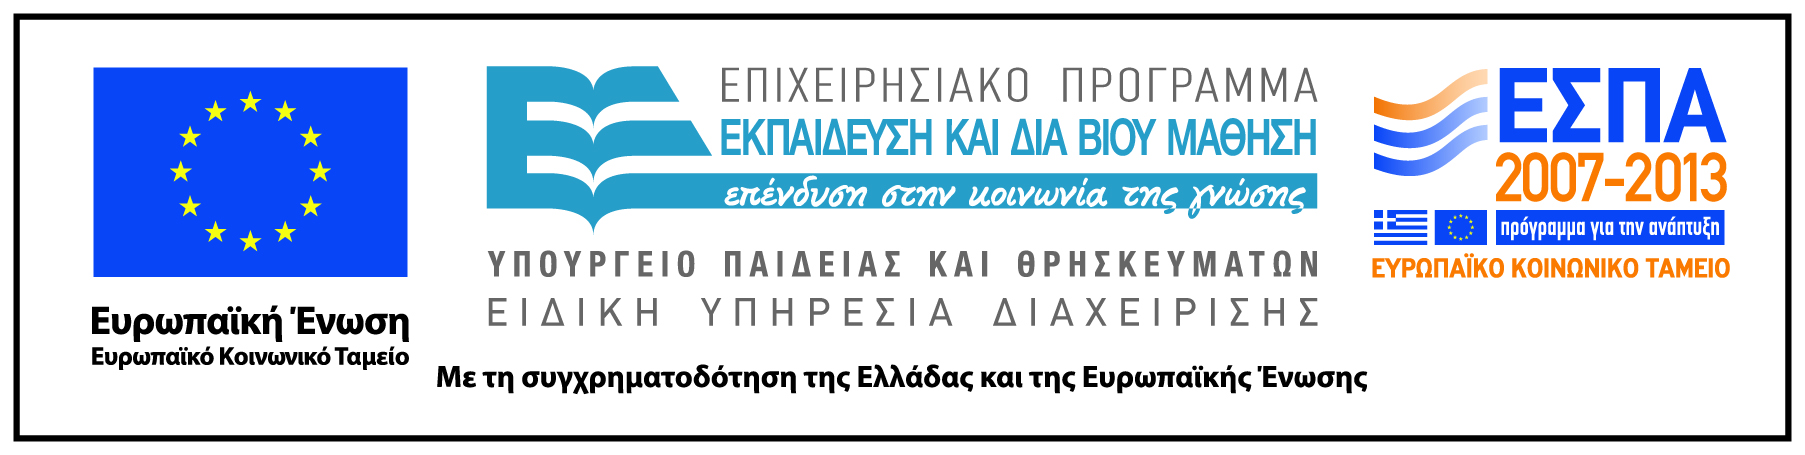 Ευρωπαϊκή Ένωση
Ευρωπαϊκό Κοινωνικό Ταμείο
ΕΠΙΧΕΙΡΗΣΙΑΚΟ ΠΡΟΓΡΑΜΜΑ
ΕΚΠΑΙΔΕΥΣΗ ΚΑΙ ΔΙΑ ΒΙΟΥ ΜΑΘΗΣΗ
επένδυση στην κοινωνία της γνώσης
ΥΠΟΥΡΓΕΙΟ ΠΑΙΔΕΙΑΣ ΚΑΙ ΘΡΗΣΚΕΥΜΑΤΩΝ
ΕΙΔΙΚΗ ΥΠΗΡΕΣΙΑ ΔΙΑΧΕΙΡΙΣΗΣ
ΕΣΠΑ
2007-2013
πρόγραμμα για την ανάπτυξη
ΕΥΡΩΠΑΪΚΟ ΚΟΙΝΩΝΙΚΟ ΤΑΜΕΙΟ
Με τη συγχρηματοδότηση της Ελλάδας και της Ευρωπαϊκής Ένωσης